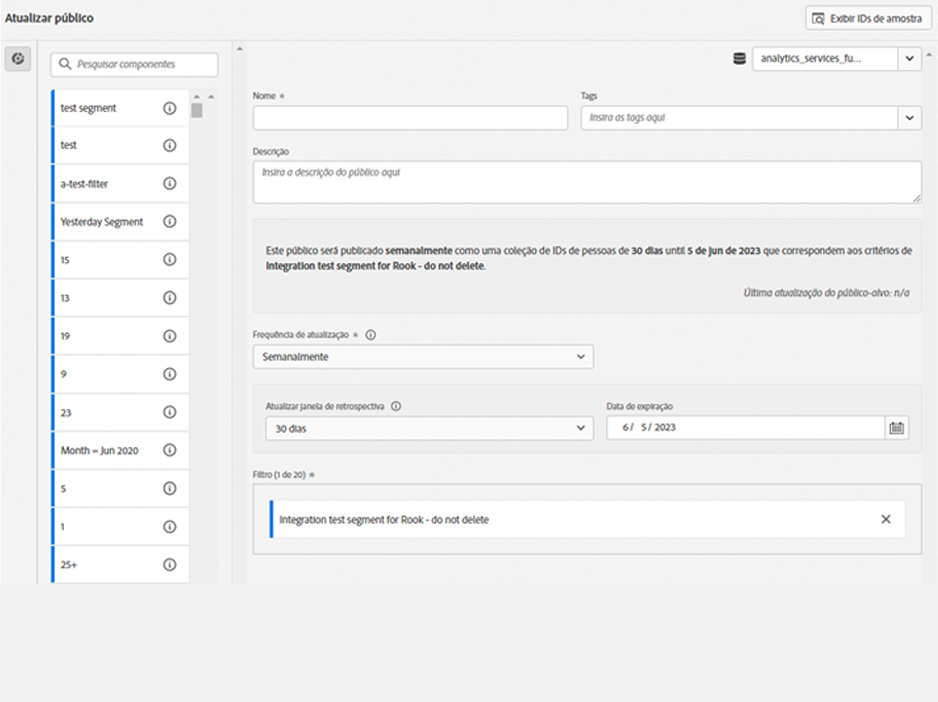 Atualizar público
Exibir IDs de amostra
Pesquisar componentes
analytics_services_fu...
test segment
test
a-test-filter
Yesterday Segment
15
13
19
9
23
Month = Jun 2020
5
1
25+
Nome *
Tags
Insira as tags aqui
Descrição
Insira a descrição do público aqui
Este público será publicado semanalmente como uma coleção de IDs de pessoas de 30 dias until 5 de jun de 2023 que correspondem aos critérios de
Integration test segment for Rook - do not delete.
Última atualização do público-alvo: n/a
Frequência de atualização *
Semanalmente
Atualizar janela de retrospectiva
Data de expiração
30 dias
6/ 5/ 2023
Filtro (1 de 20) *
Integration test segment for Rook - do not delete